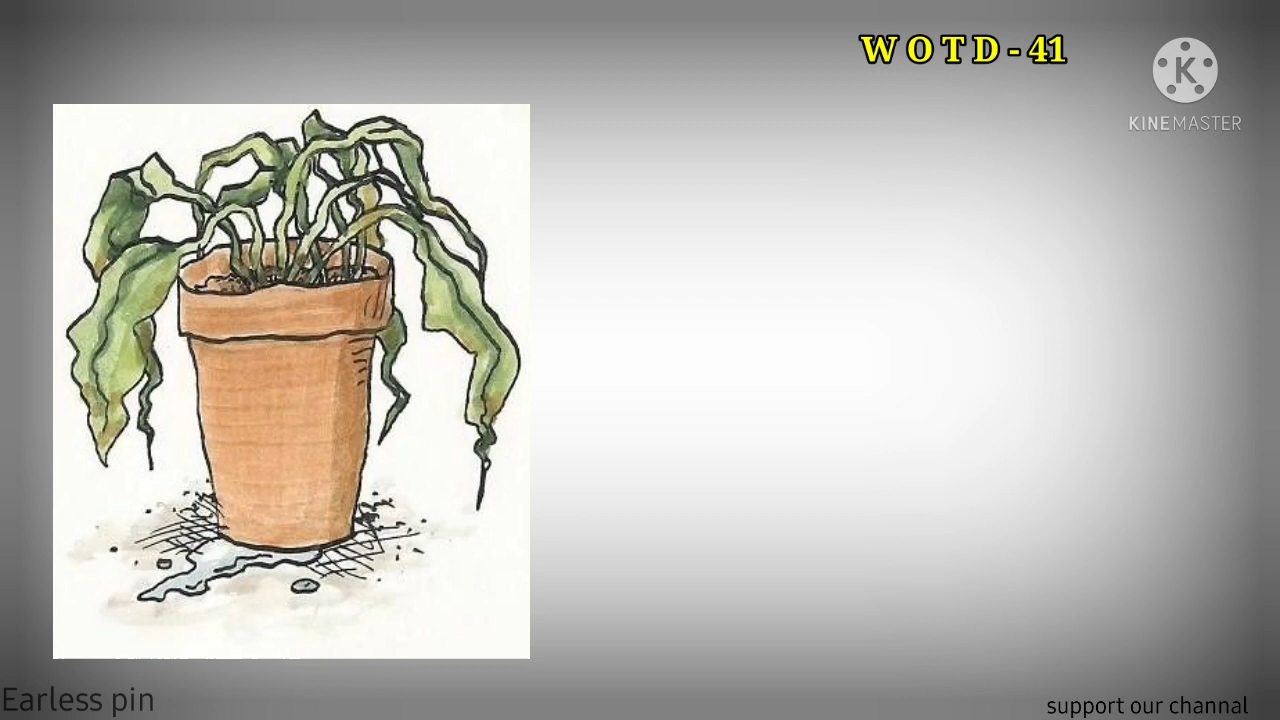 W O T D - 41
K
KINEMASTER
Earless pin
support our channal